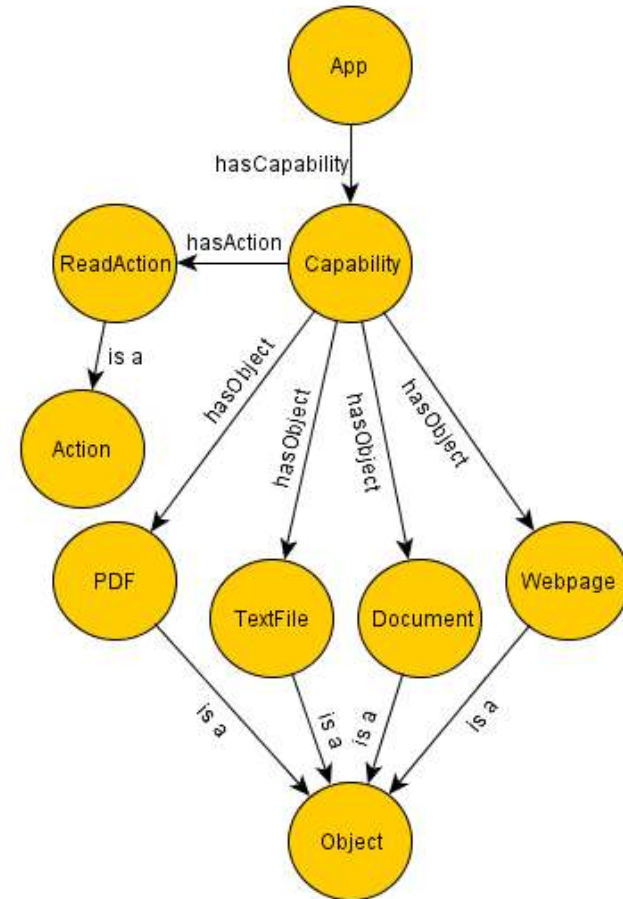 App
hasCapability
hasAction
ReadAction
Capability
is a
hasObject
hasObject
hasObject
hasObject
Action
PDF
TextFile
Document
Webpage
is a
is a
is a
is a
Object